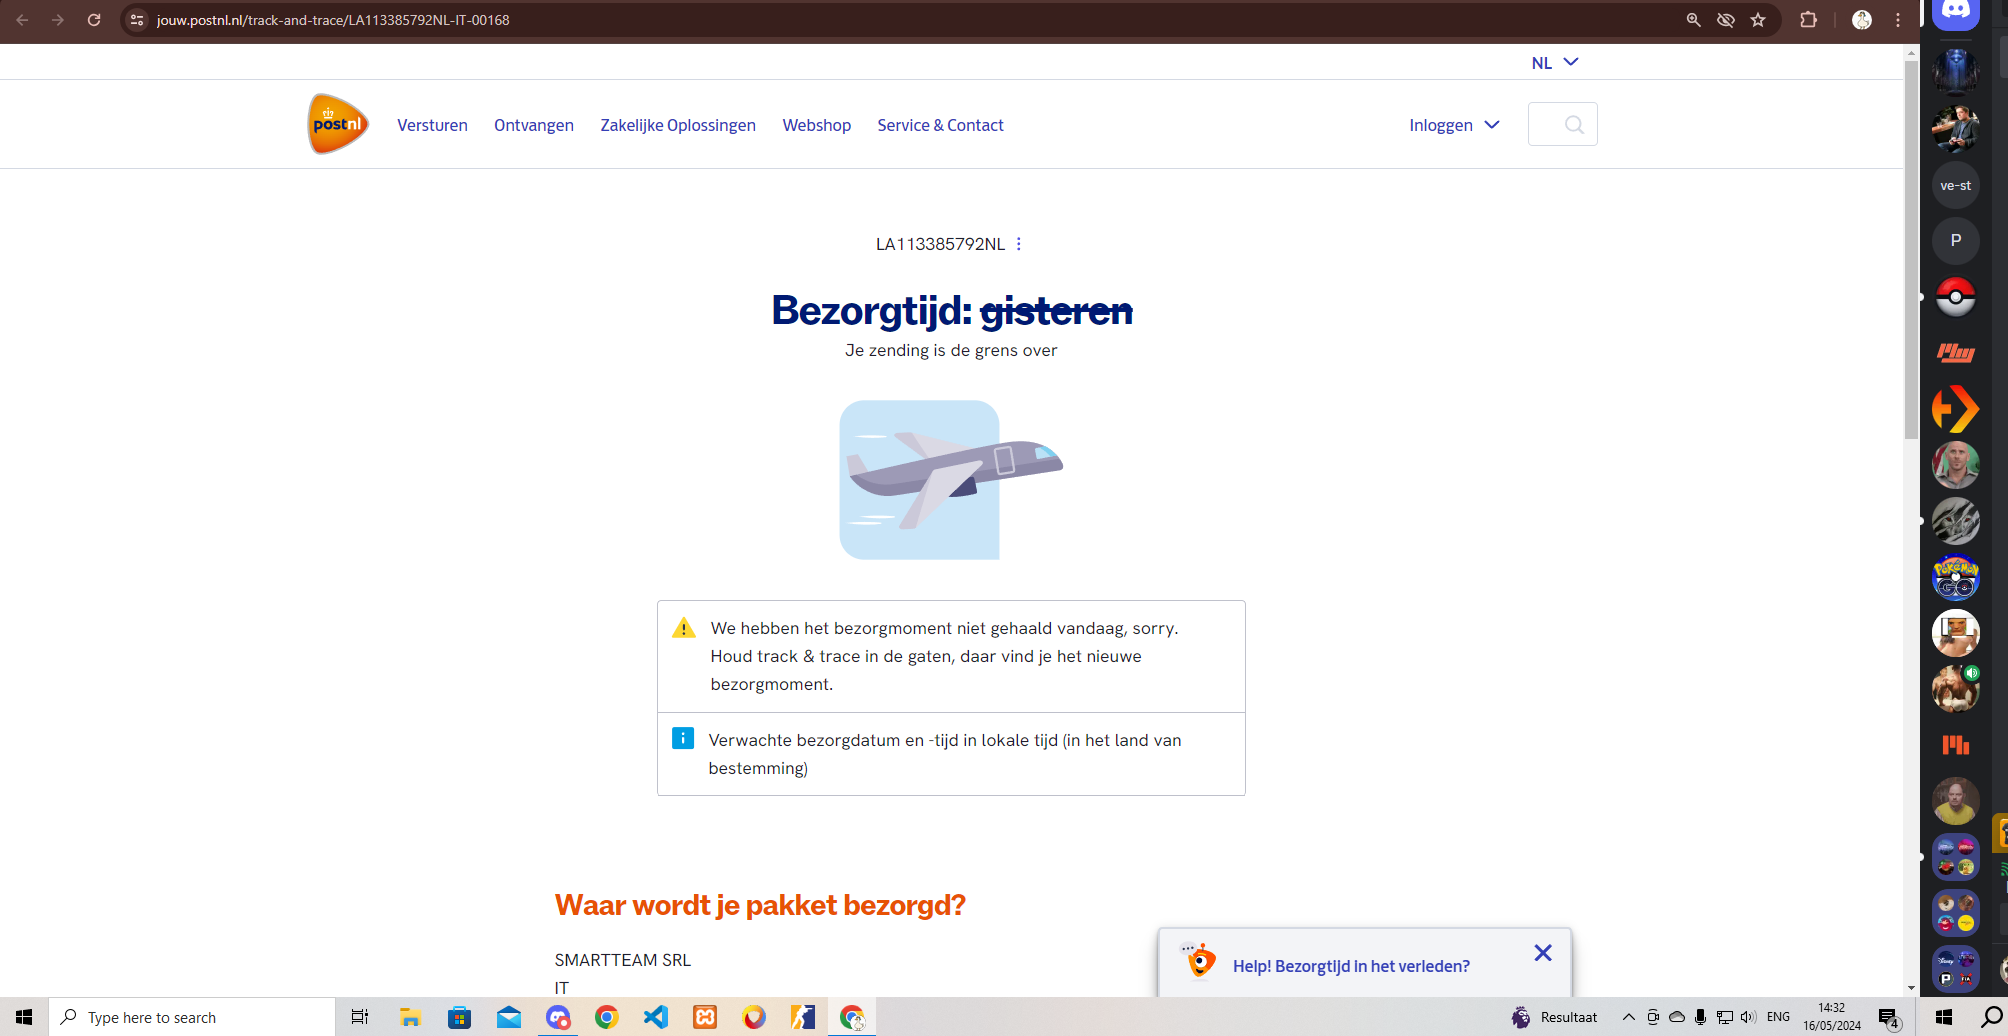 jouw.postnl.nl/track-and-trace/LA113385792NL-IT-00168
NL
postnl
Versturen
Ontvangen
Zakelijke Oplossingen
Webshop
Service & Contact
Inloggen
LA113385792NL
Bezorgtijd: gisteren
Je zending is de grens over
We hebben het bezorgmoment niet gehaald vandaag, sorry.
Houd track & trace in de gaten, daar vind je het nieuwe
bezorgmoment.
Verwachte bezorgdatum en -tijd in lokale tijd (in het land van
bestemming)
Waar wordt je pakket bezorgd?
SMARTTEAM SRL
IT
Help! Bezorgtijd in het verleden?
ve-st
P
Type here to search
Resultaat
ENG
14:32
16/05/2024
4